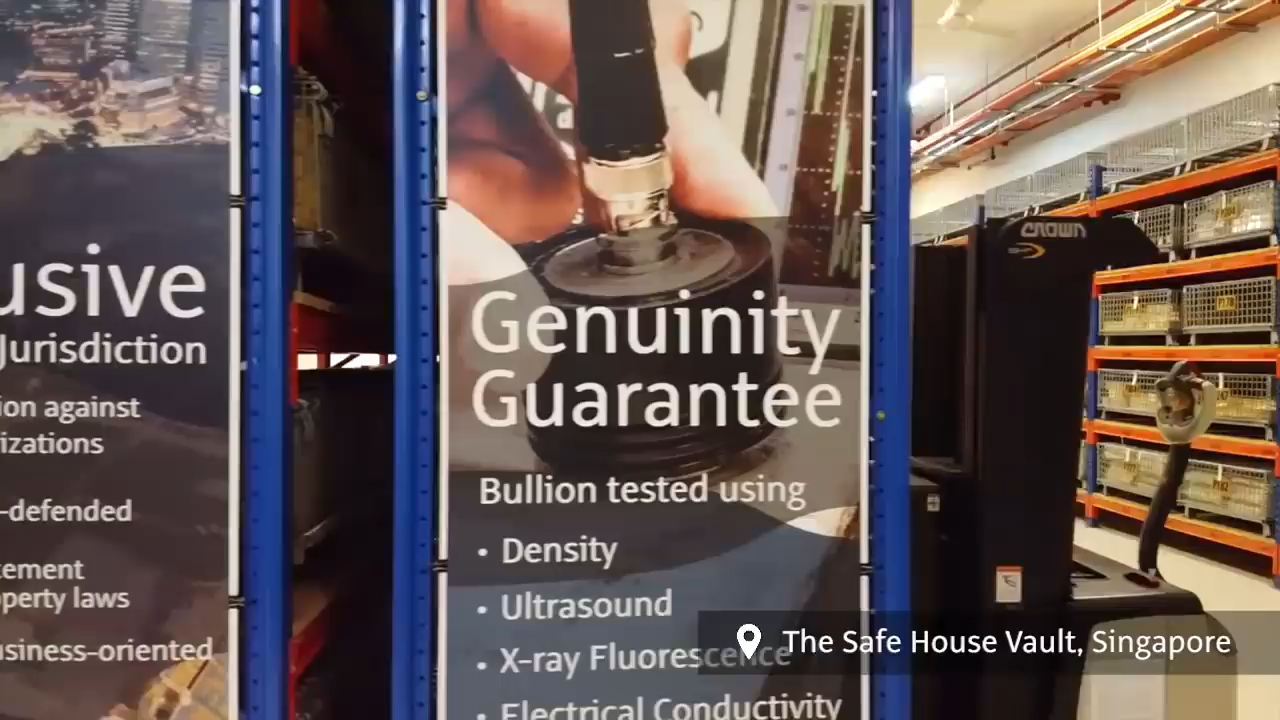 usive
Jurisdiction
ion against
izations
-defended
ement
perty laws
usiness-oriented
Genuinity
Guarantee
Bullion tested using
• Density
• Ultrasound
• X-ray Fluorescence
• Electrical Conductivity
CROWN
The Safe House Vault, Singapore